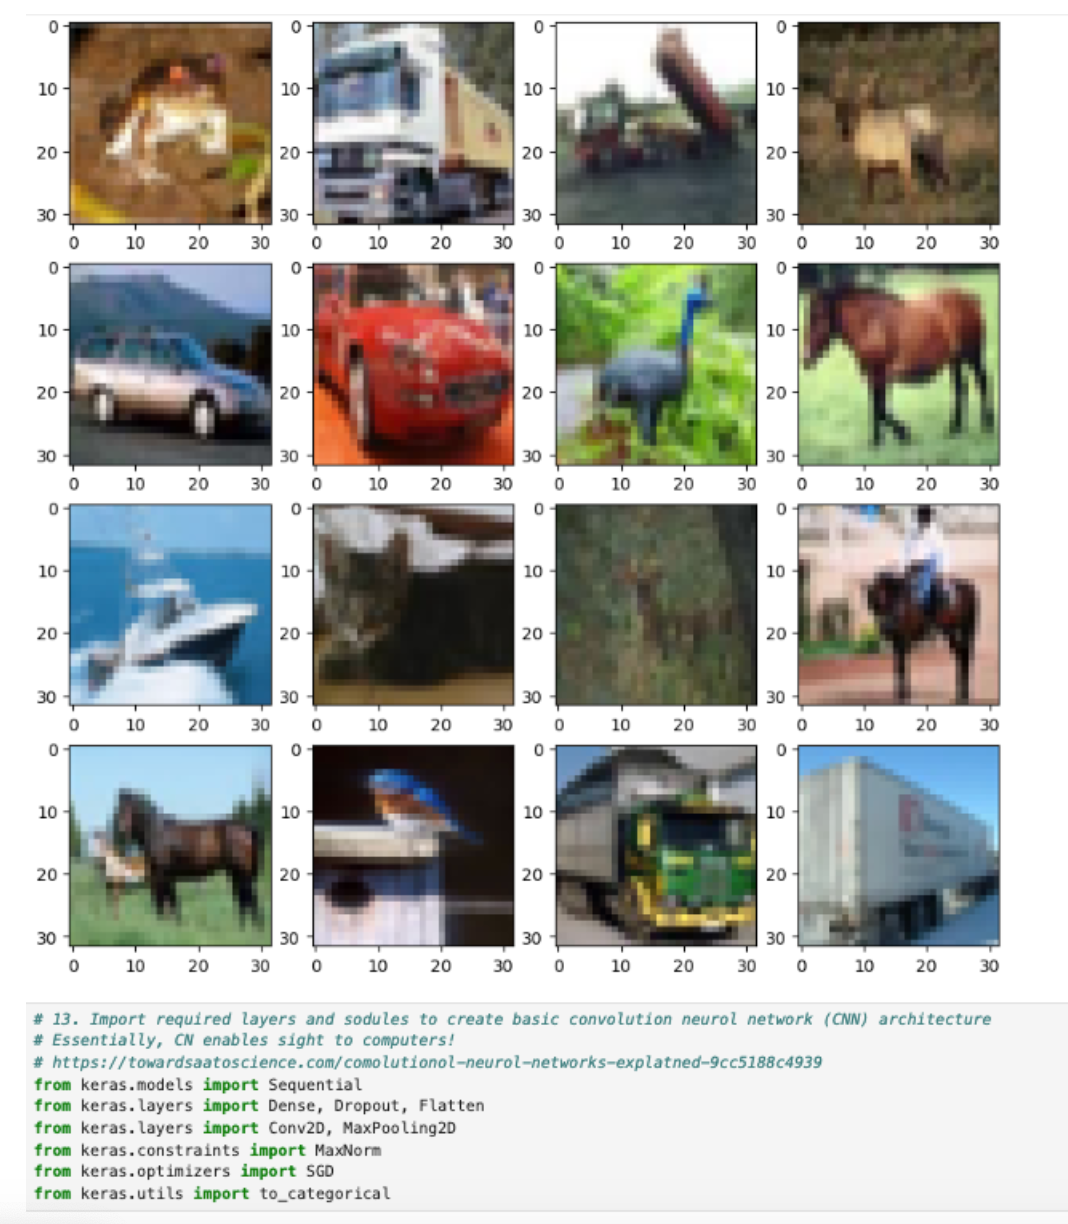 0 0 0 0
10 10 10 10
20 20 20 20
30 30 30 30
0 10 20 30 0 10 20 30 0 10 20 30 0 10 20 30
0 0 0 0
10 10 10 10
20 20 20 20
30 30 30 30
0 10 20 30 0 10 20 30 0 10 20 30 0 10 20 30
0 0 0 0
10 10 10 10
20 20 20 20
30 30 30 30
0 10 20 30 0 10 20 30 0 10 20 30 0 10 20 30
0 0 0 0
10 10 10 10
20 20 20 20
30 30 30 30
0 10 20 30 0 10 20 30 0 10 20 30 0 10 20 30
# 13. Import required layers and sodules to create basic convolution neurol network (CNN) architecture
# Essentially, CN enables sight to computers!
# https://towardsaatoscience.com/comolutionol-neurol-networks-explatned-9cc5188c4939
from keras.models import Sequential
from keras.layers import Dense, Dropout, Flatten
from keras.layers import Conv2D, MaxPooling2D
from keras.constraints import MaxNorm
from keras.optimizers import SGD
from keras.utils import to_categorical